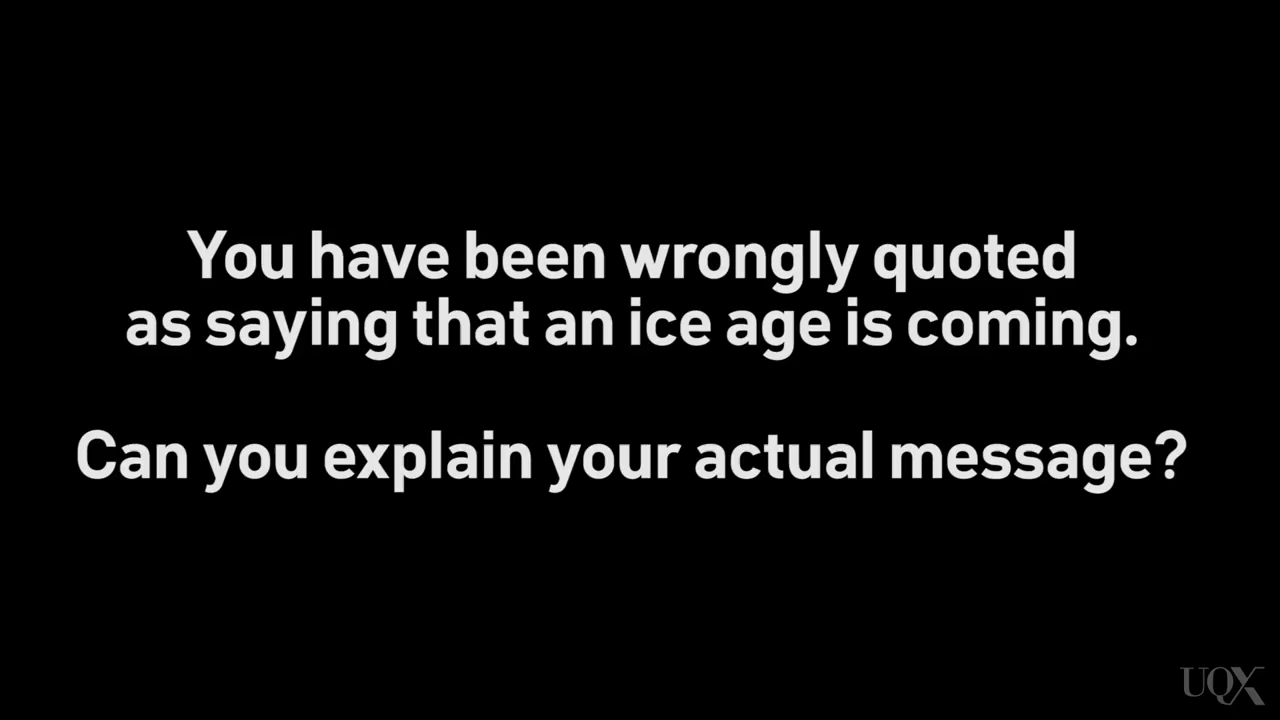 You have been wrongly quoted
as saying that an ice age is coming.
Can you explain your actual message?
UQX